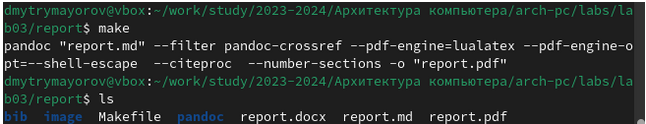 dmytrymayorov@vbox:~/work/study/2023-2024/Архитектура компьютера/arch-pc/labs/la
b03/report$ make
pandoc "report.md" --filter pandoc-crossref --pdf-engine=lualatex --pdf-engine-o
pt=--shell-escape  --citeproc  --number-sections -o "report.pdf"
dmytrymayorov@vbox:~/work/study/2023-2024/Архитектура компьютера/arch-pc/labs/la
b03/report$ ls
bib  image  Makefile  pandoc  report.docx  report.md  report.pdf